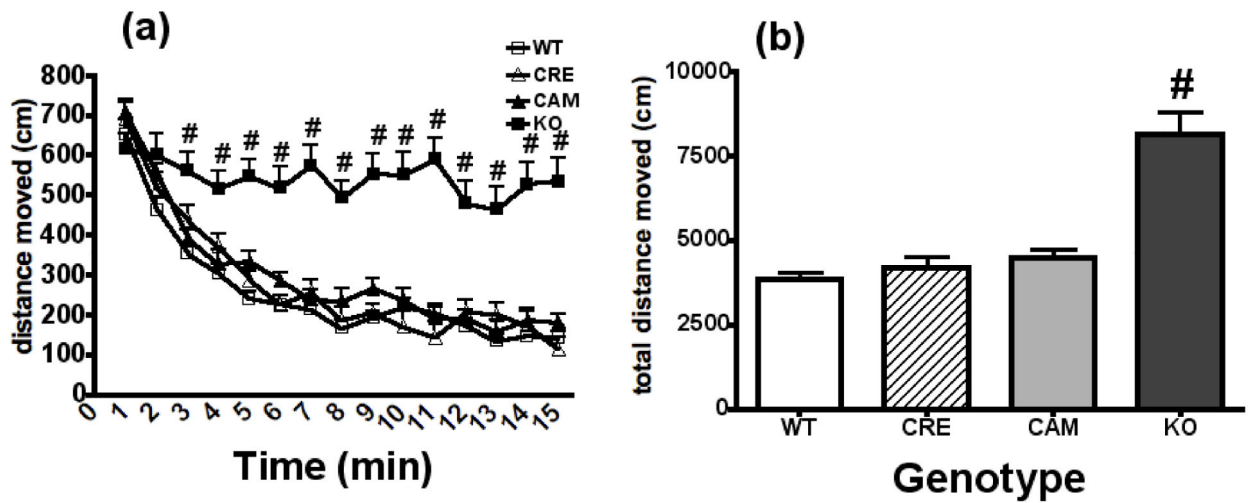 (a)
WT
CRE
CAM
KO
800
700
600
500
400
300
200
100
0
distance moved (cm)
# # # # # # # # # # # # #
0 1 2 3 4 5 6 7 8 9 10 11 12 13 14 15
Time (min)
(b)
10000
7500
5000
2500
0
total distance moved (cm)
#
WT CRE CAM KO
Genotype